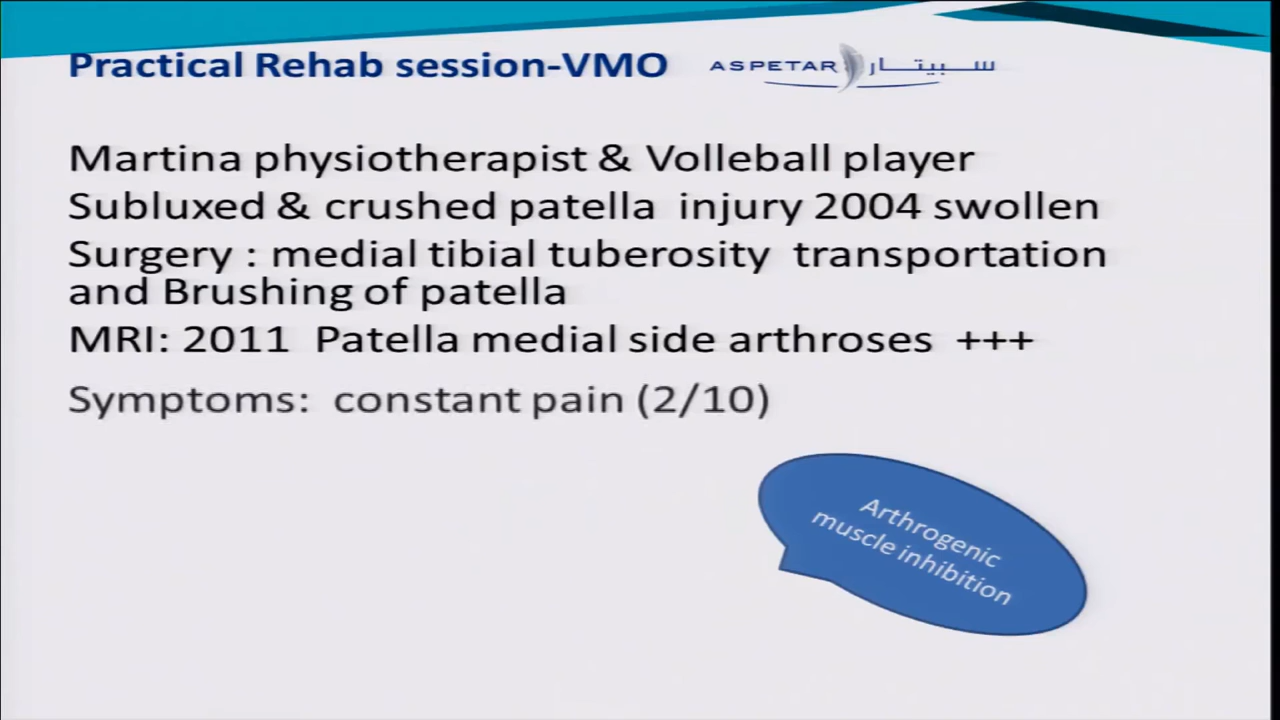 Practical Rehab session-VMO
ASPETAR سبيتار
Martina physiotherapist & Volleball player
Subluxed & crushed patella injury 2004 swollen
Surgery : medial tibial tuberosity transportation
and Brushing of patella
MRI: 2011 Patella medial side arthroses +++
Symptoms: constant pain (2/10)
Arthrogenic
muscle inhibition